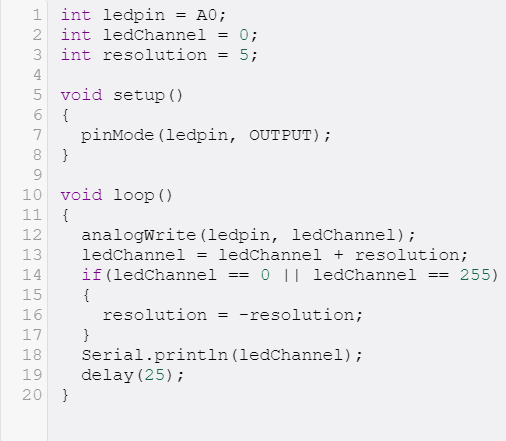 1 int ledpin = A0;
2 int ledChannel = 0;
3 int resolution = 5;
4
5 void setup()
6 {
7   pinMode(ledpin, OUTPUT);
8 }
9
10 void loop()
11 {
12   analogWrite(ledpin, ledChannel);
13   ledChannel = ledChannel + resolution;
14   if(ledChannel == 0 || ledChannel == 255)
15   {
16     resolution = -resolution;
17   }
18   Serial.println(ledChannel);
19   delay(25);
20 }